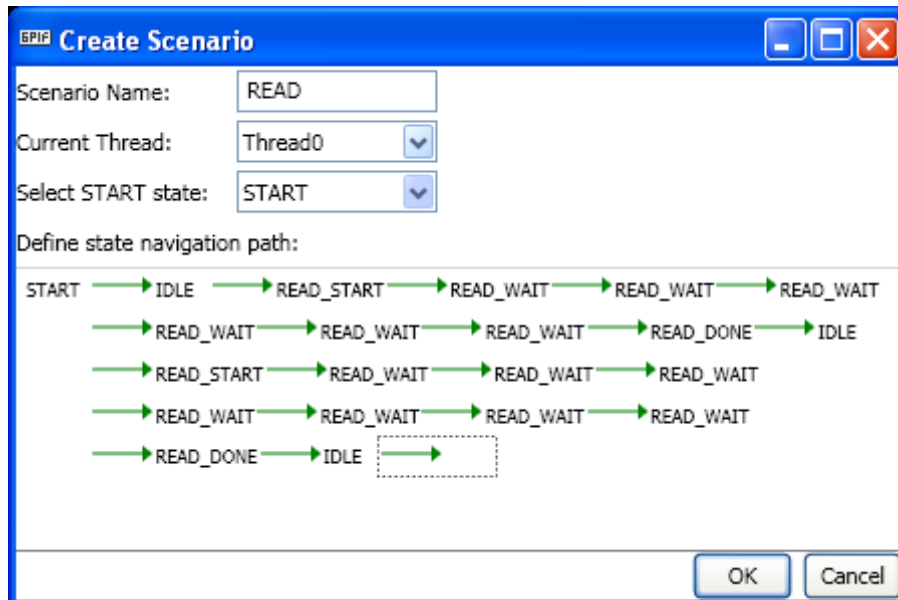 GPIF Create Scenario
Scenario Name: READ
Current Thread: Thread0
Select START state: START
Define state navigation path:
START IDLE READ_START READ_WAIT READ_WAIT READ_WAIT
READ_WAIT READ_WAIT READ_WAIT READ_DONE IDLE
READ_START READ_WAIT READ_WAIT READ_WAIT
READ_WAIT READ_WAIT READ_WAIT READ_WAIT
READ_DONE IDLE
OK Cancel